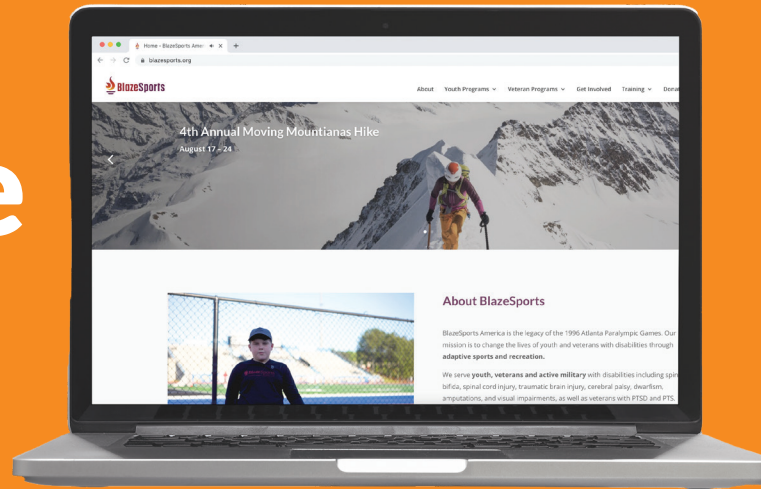 e
Home - BlazeSports Amer
blazesports.org
BlazeSports
About Youth Programs Veteran Programs Get Involved Training Donat
4th Annual Moving Mountianas Hike
August 17 – 24
About BlazeSports
BlazeSports America is the legacy of the 1996 Atlanta Paralympic Games. Our
mission is to change the lives of youth and veterans with disabilities through
adaptive sports and recreation.
We serve youth, veterans and active military with disabilities including spin
bifida, spinal cord injury, traumatic brain injury, cerebral palsy, dwarfism,
amputations, and visual impairments, as well as veterans with PTSD and PTS.